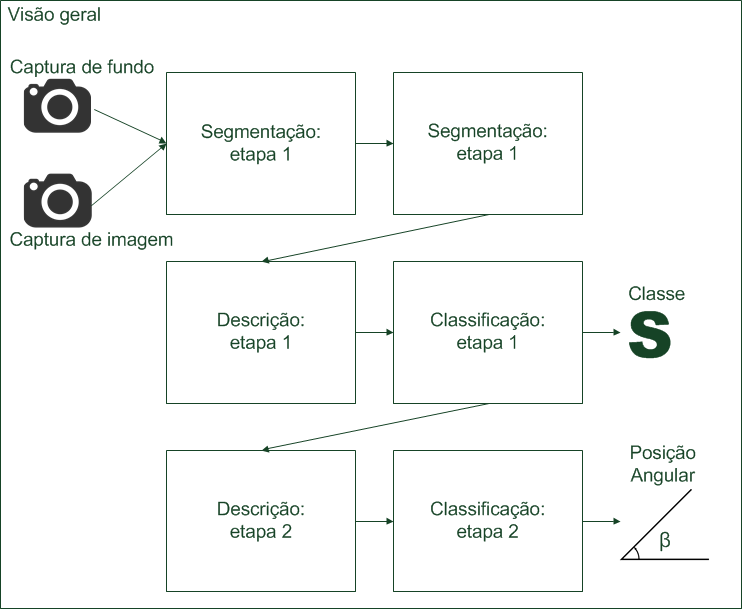 Visão geral
Captura de fundo
Segmentação:
etapa 1
Segmentação:
etapa 1
Captura de imagem
Descrição:
etapa 1
Classificação:
etapa 1
Classe
S
Descrição:
etapa 2
Classificação:
etapa 2
Posição
Angular
β